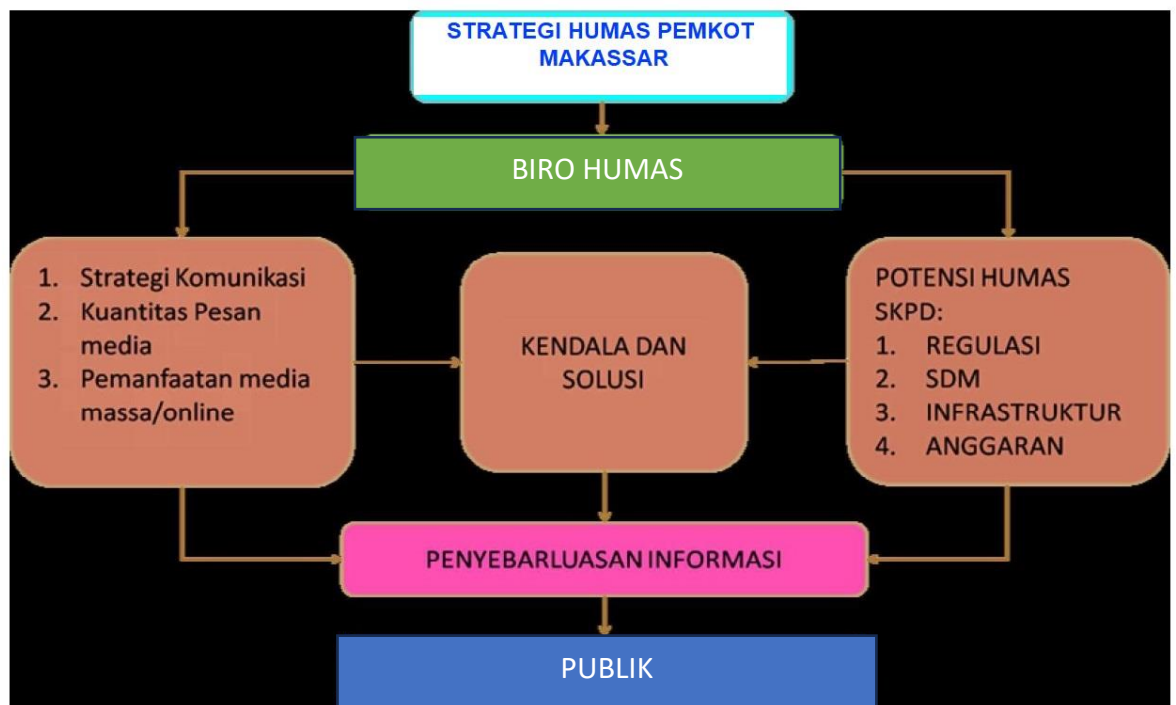 STRATEGI HUMAS PEMKOT
MAKASSAR
BIRO HUMAS
1. Strategi Komunikasi
2. Kuantitas Pesan
media
3. Pemanfaatan media
massa/online
KENDALA DAN
SOLUSI
POTENSI HUMAS
SKPD:
1. REGULASI
2. SDM
3. INFRASTRUKTUR
4. ANGGARAN
PENYEBARLUASAN INFORMASI
PUBLIK